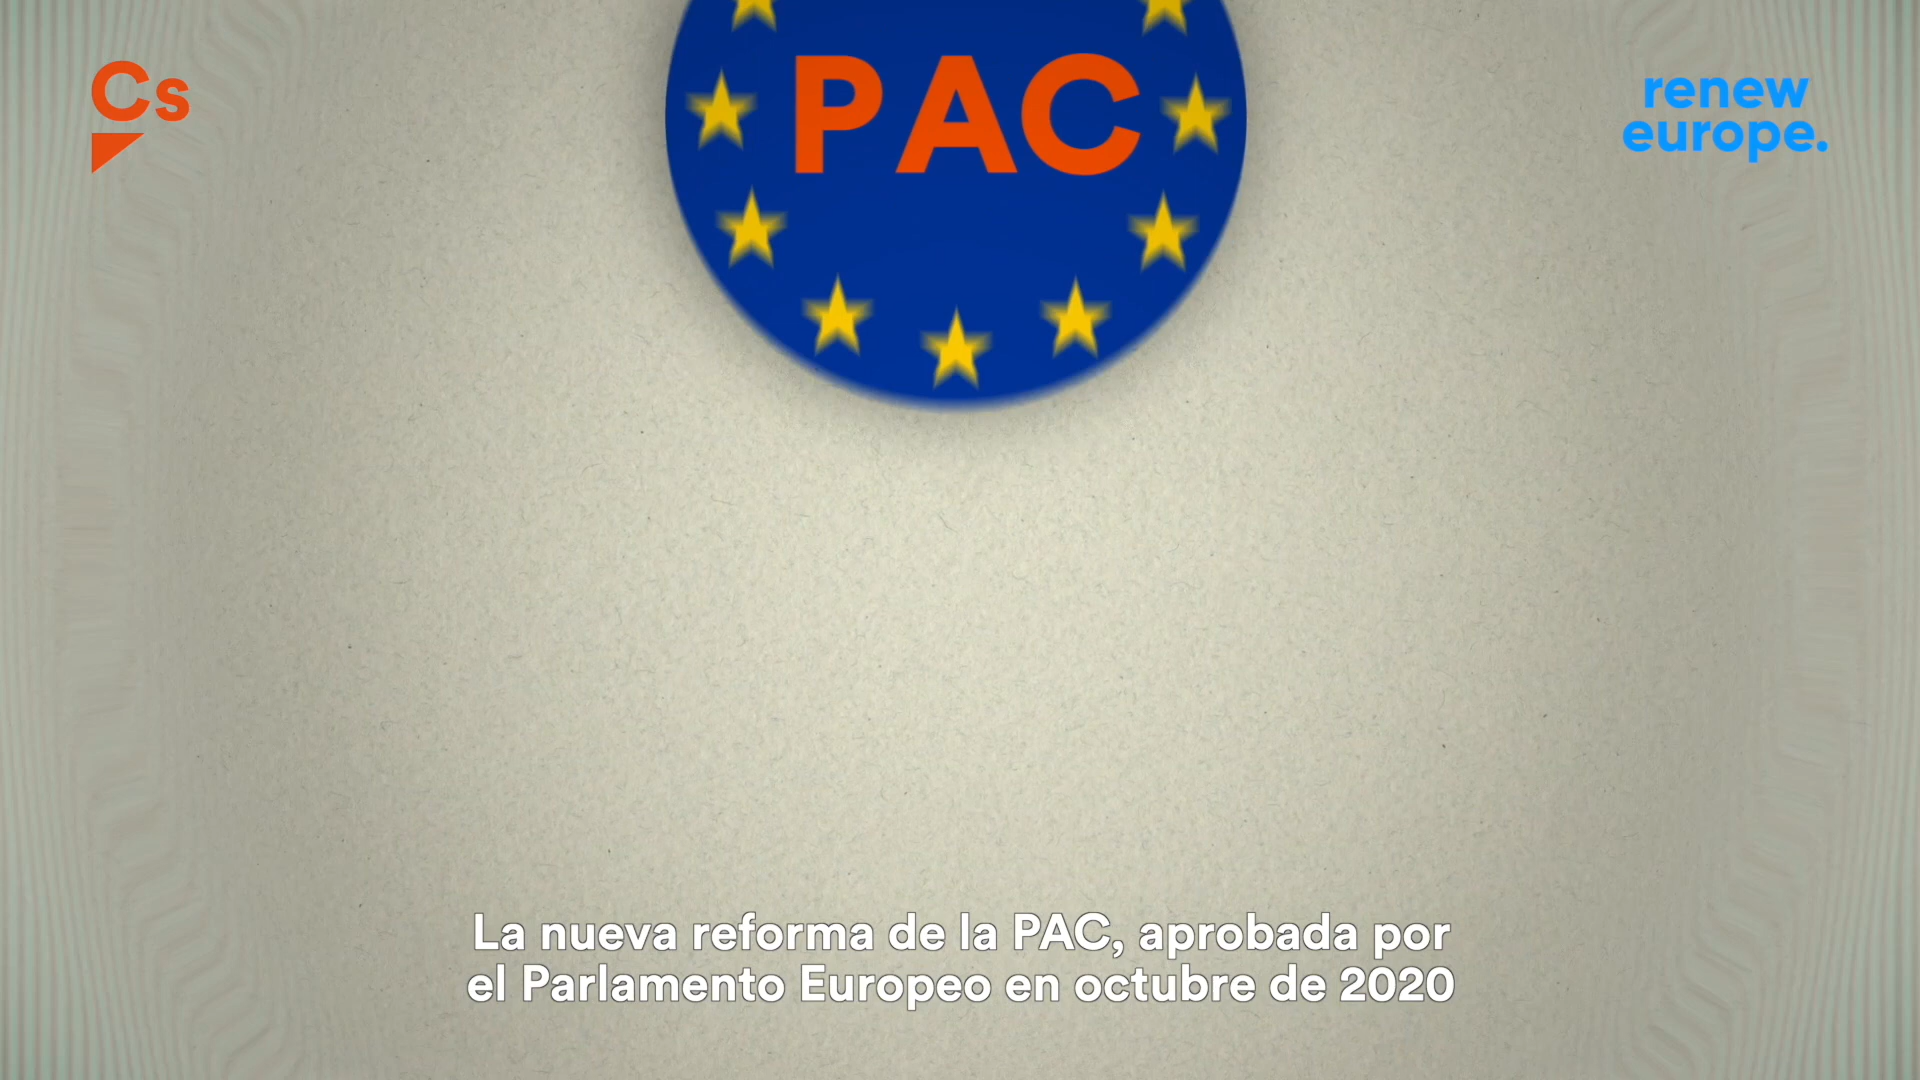 Cs
PAC
renew
europe.
La nueva reforma de la PAC, aprobada por
el Parlamento Europeo en octubre de 2020